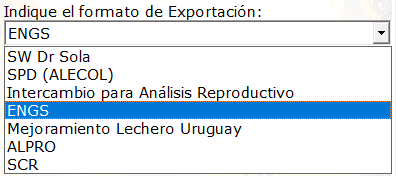 Indique el formato de Exportación:
ENGS
SW Dr Sola
SPD (ALECOL)
Intercambio para Análisis Reproductivo
ENGS
Mejoramiento Lechero Uruguay
ALPRO
SCR